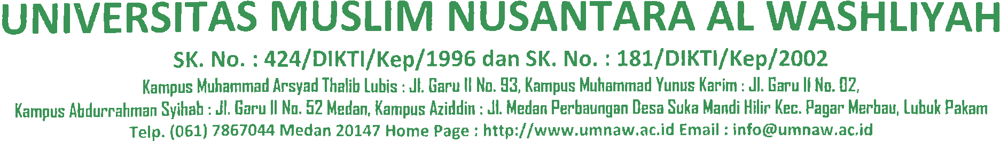 UNIVERSITAS MUSLIM NUSANTARA AL WASHLIYAH
SK. No. : 424/DIKTI/Kep/1996 dan SK. No. : 181/DIKTI/Kep/2002
Kampus Muhammad Arsyad Thalib Lubis : Jl. Garu II No. 93, Kampus Muhammad Yunus Karim : Jl. Garu II No. 02,
Kampus Abdurrahman Syihab : Jl. Garu II No. 52 Medan, Kampus Aziddin : Jl. Medan Perbaungan Desa Suka Mandi Hilir Kec. Pagar Merbau, Lubuk Pakam
Telp. (061) 7867044 Medan 20147 Home Page : http://www.umnaw.ac.id Email : info@umnaw.ac.id